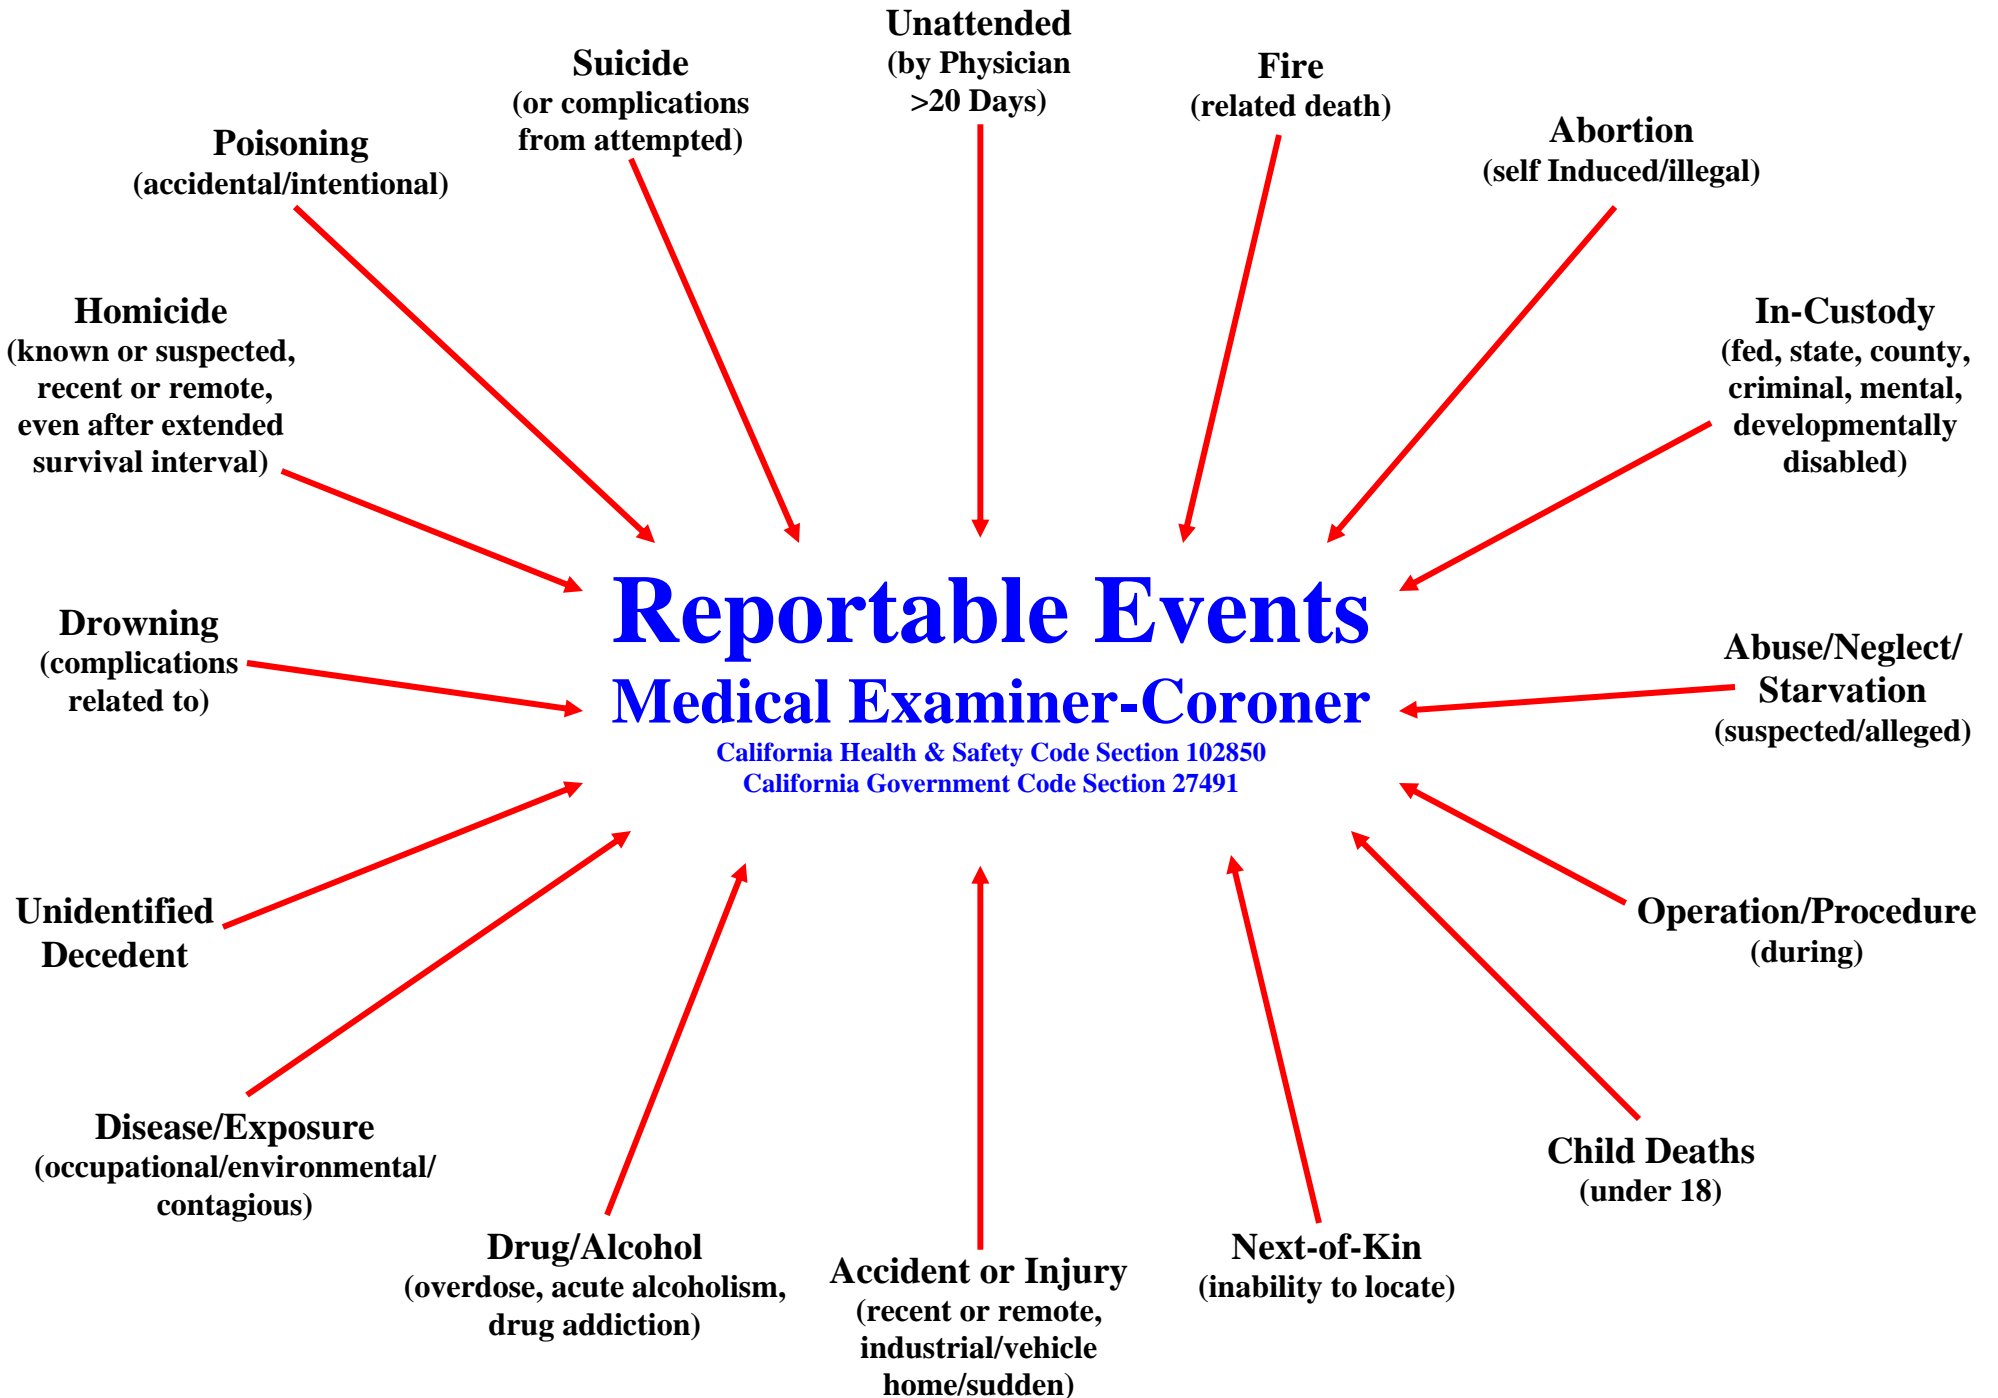 Unattended
(by Physician
>20 Days)
Suicide
(or complications
from attempted)
Fire
(related death)
Poisoning
(accidental/intentional)
Abortion
(self Induced/illegal)
Homicide
(known or suspected,
recent or remote,
even after extended
survival interval)
In-Custody
(fed, state, county,
criminal, mental,
developmentally
disabled)
Reportable Events
Medical Examiner-Coroner
California Health & Safety Code Section 102850
California Government Code Section 27491
Drowning
(complications
related to)
Abuse/Neglect/
Starvation
(suspected/alleged)
Unidentified
Decedent
Operation/Procedure
(during)
Disease/Exposure
(occupational/environmental/
contagious)
Child Deaths
(under 18)
Drug/Alcohol
(overdose, acute alcoholism,
drug addiction)
Accident or Injury
(recent or remote,
industrial/vehicle
home/sudden)
Next-of-Kin
(inability to locate)